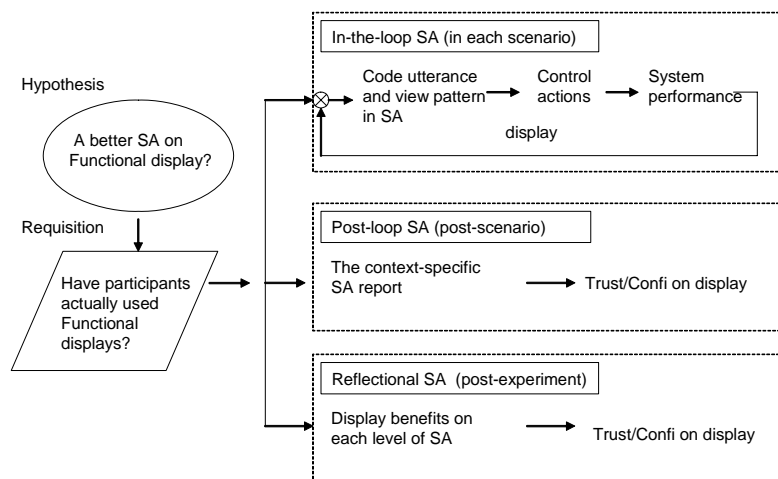 Hypothesis
A better SA on
Functional display?
Requisition
Have participants
actually used
Functional
displays?
In-the-loop SA (in each scenario)
Code utterance
and view pattern
in SA
Control
actions
System
performance
display
Post-loop SA (post-scenario)
The context-specific
SA report
Trust/Confi on display
Reflectional SA (post-experiment)
Display benefits on
each level of SA
Trust/Confi on display